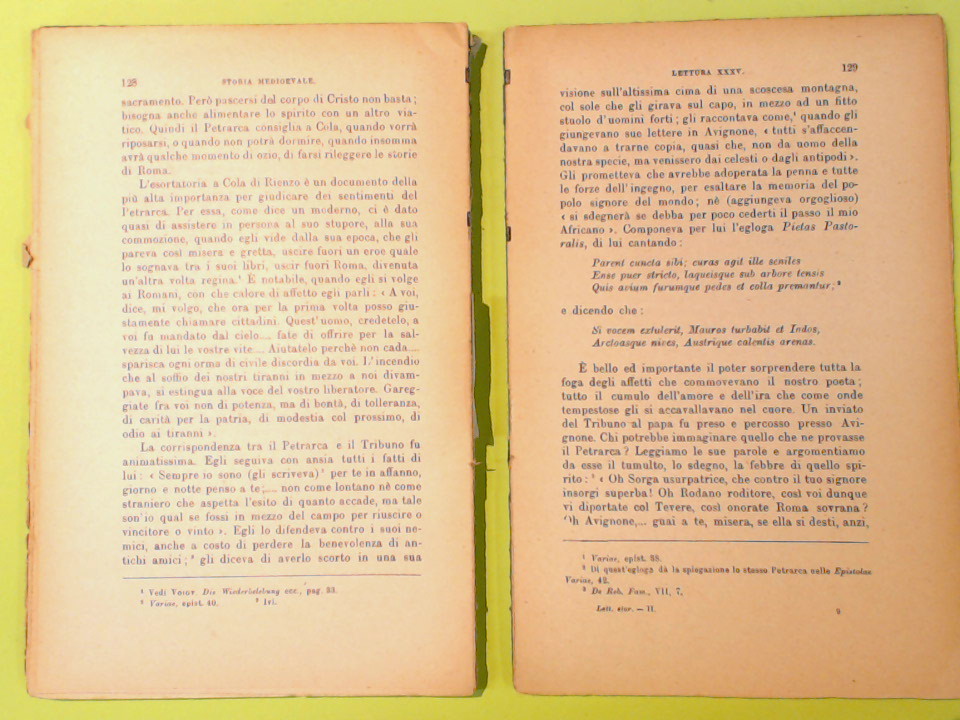 128 STORIA MEDIOEVALE.
sacramento. Però pascersi del corpo di Cristo non basta;
bisogna anche alimentare lo spirito con un altro via-
tico. Quindi il Petrarca consiglia a Cola, quando vorrà
riposarsi, o quando non potrà dormire, quando insomma
avrà qualche momento di ozio, di farsi rileggere le storie
di Roma.
L'esortatoria a Cola di Rienzo è un documento della
più alta importanza per giudicare dei sentimenti del
Petrarca. Per essa, come dice un moderno, ci è dato
quasi di assistere in persona al suo stupore, alla sua
commozione, quando egli vide dalla sua epoca, che gli
pareva così misera e gretta, uscire fuori un eroe quale
lo sognava tra i suoi libri, uscir fuori Roma, divenuta
un'altra volta regina.¹ È notabile, quando egli si volge
ai Romani, con che calore di affetto egli parli: « A voi,
dice, mi volgo, che ora per la prima volta posso giu-
stamente chiamare cittadini. Quest'uomo, credetelo, a
voi fu mandato dal cielo.... fate di offrire per la sal-
vezza di lui le vostre vite.... Aiutatelo perchè non cada....
sparisca ogni orma di civile discordia da voi. L'incendio
che al soffio dei nostri tiranni in mezzo a noi divam-
pava, si estingua alla voce del vostro liberatore. Gareg-
giate fra voi non di potenza, ma di bontà, di tolleranza,
di carità per la patria, di modestia col prossimo, di
odio ai tiranni ».
La corrispondenza tra il Petrarca e il Tribuno fu
animatissima. Egli seguiva con ansia tutti i fatti di
lui: « Sempre io sono (gli scriveva)² per te in affanno,
giorno e notte penso a te;.... non come lontano nè come
straniero che aspetta l'esito di quanto accade, ma tale
son'io qual se fossi in mezzo del campo per riuscire o
vincitore o vinto ». Egli lo difendeva contro i suoi ne-
mici, anche a costo di perdere la benevolenza di an-
tichi amici;³ gli diceva di averlo scorto in una sua
¹ Vedi VOIGT Die Wiederbelebung ecc., pag. 33.
² Variae, epist. 40. ³ Ivi.
LETTURA XXXV. 129
visione sull'altissima cima di una scoscesa montagna,
col sole che gli girava sul capo, in mezzo ad un fitto
stuolo d'uomini forti; gli raccontava come,¹ quando gli
giungevano sue lettere in Avignone, « tutti s'affaccen-
davano a trarne copia, quasi che, non da uomo della
nostra specie, ma venissero dai celesti o dagli antipodi ».
Gli prometteva che avrebbe adoperata la penna e tutte
le forze dell'ingegno, per esaltare la memoria del po-
polo signore del mondo; nè (aggiungeva orgoglioso)
« si sdegnerà se debba per poco cederti il passo il mio
Africano ». Componeva per lui l'egloga Pietas Pasto-
ralis, di lui cantando:
Parent cuncta sibi; curas agit ille seniles
Ense puer stricto, laqueisque sub arbore tensis
Quis avium furumque pedes et colla premantur;²
e dicendo che:
Si vocem extulerit, Mauros turbabit et Indos,
Arctoasque nives, Austrique calentis arenas.
È bello ed importante il poter sorprendere tutta la
foga degli affetti che commovevano il nostro poeta;
tutto il cumulo dell'amore e dell'ira che come onde
tempestose gli si accavallavano nel cuore. Un inviato
del Tribuno al papa fu preso e percosso presso Avi-
gnone. Chi potrebbe immaginare quello che ne provasse
il Petrarca? Leggiamo le sue parole e argomentiamo
da esse il tumulto, lo sdegno, la febbre di quello spi-
rito:³ « Oh Sorga usurpatrice, che contro il tuo signore
insorgi superba! Oh Rodano roditore, così voi dunque
vi diportate col Tevere, così onorate Roma sovrana?
Oh Avignone,... guai a te, misera, se ella si desti, anzi,
¹ Variae, epist. 38.
² Di quest'egloga dà la spiegazione lo stesso Petrarca nelle Epistolae
Variae, 42.
³ De Reb. Fam., VII, 7.
Lett. stor. — II. 9